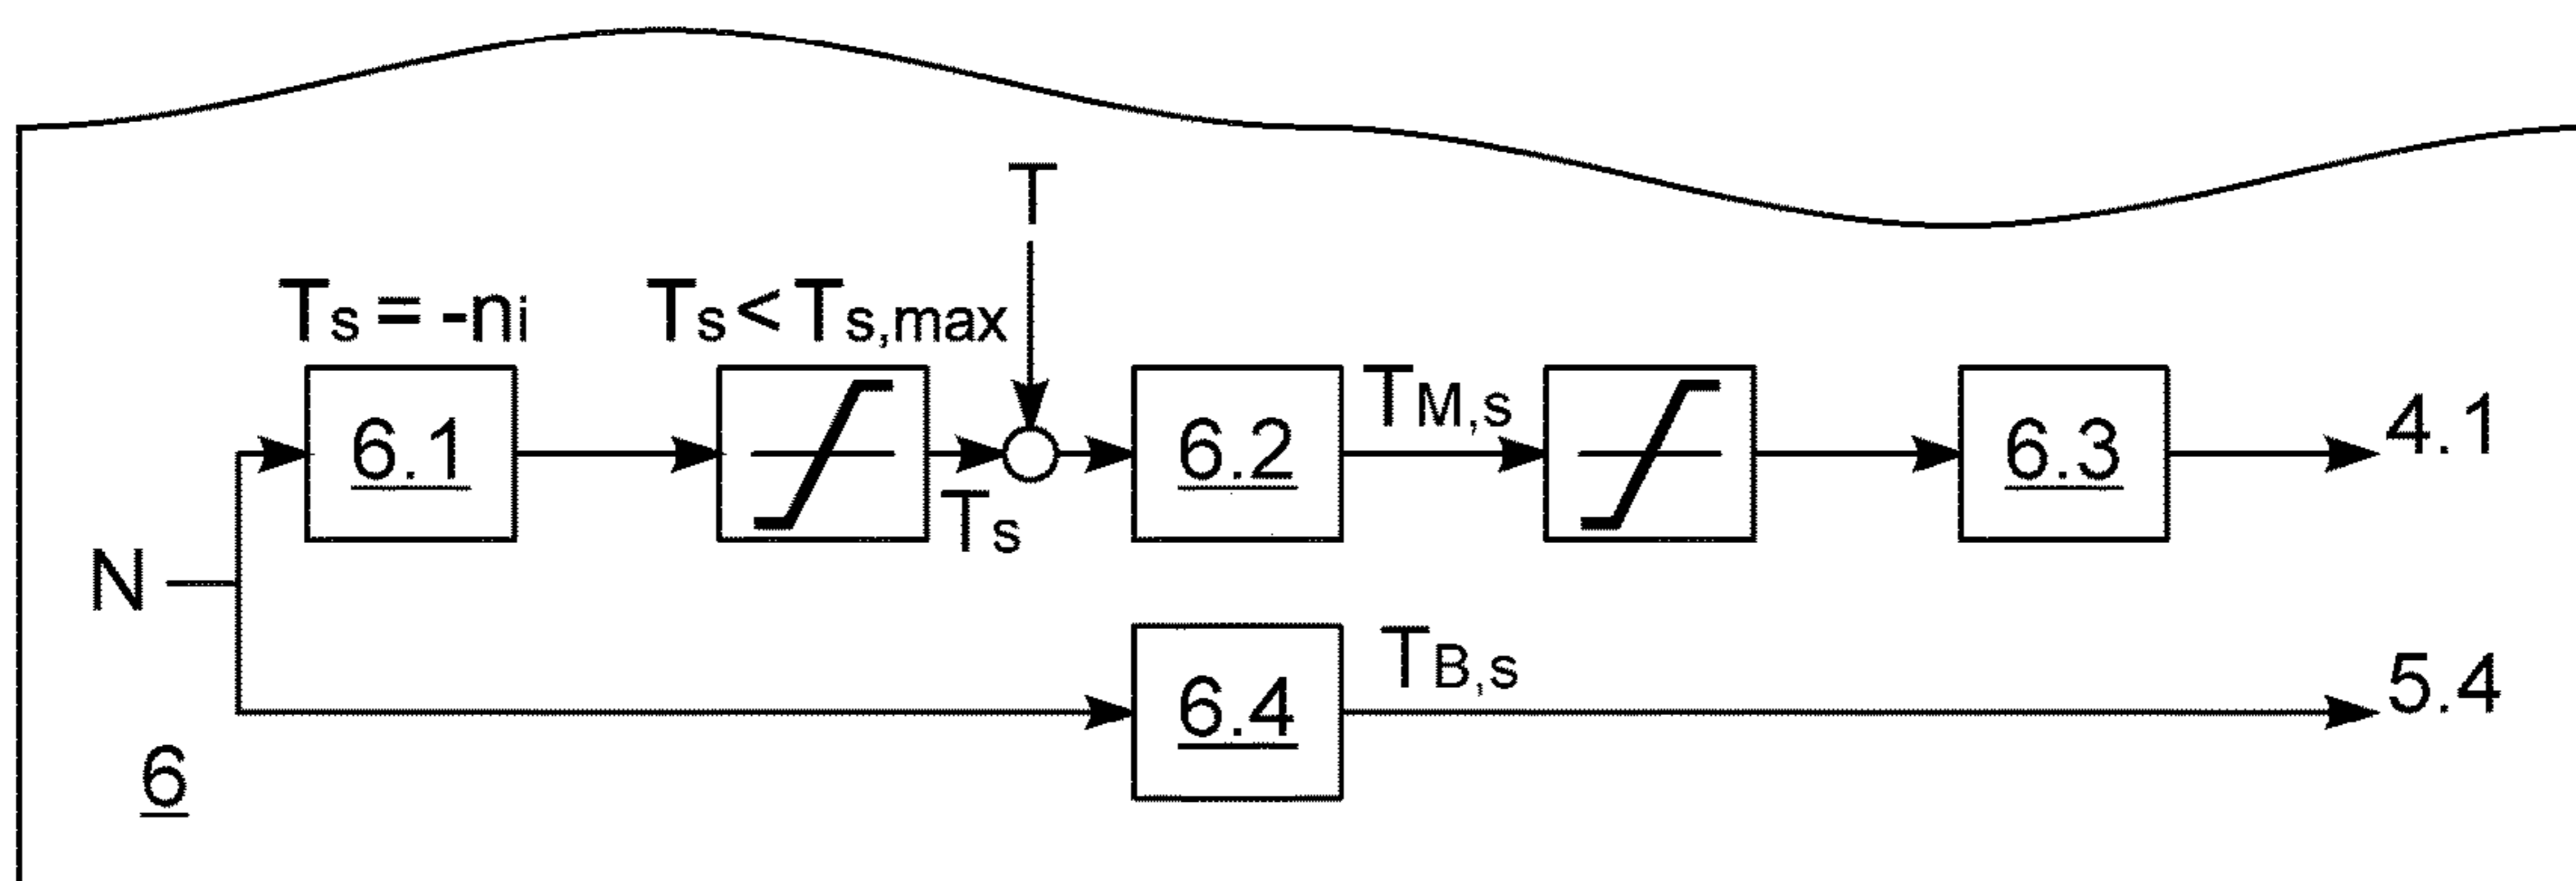 T
Ts = -ni
Ts < Ts,max
6.1
Ts
6.2
TM,s
6.3
4.1
N
6.4
TB,s
5.4
6